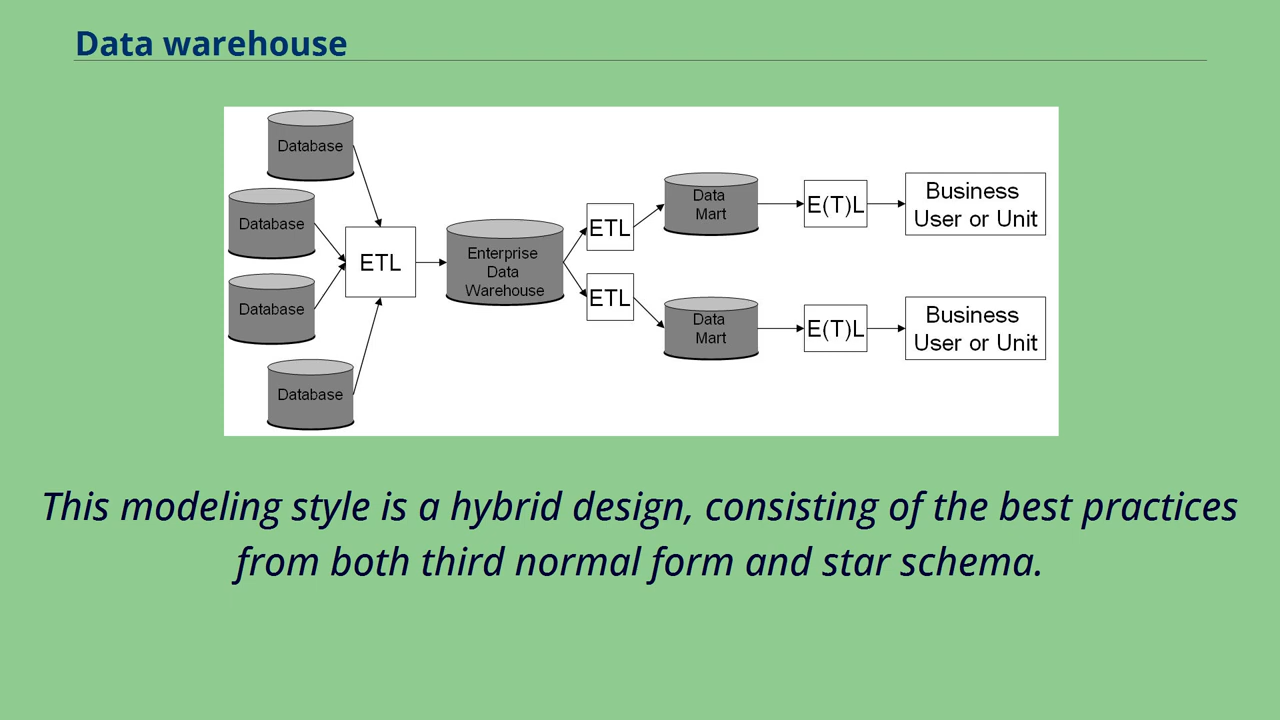 Data warehouse
Database
Database
Database
Database
ETL
Enterprise
Data
Warehouse
ETL
ETL
Data
Mart
Data
Mart
E(T)L
E(T)L
Business
User or Unit
Business
User or Unit
This modeling style is a hybrid design, consisting of the best practices
from both third normal form and star schema.